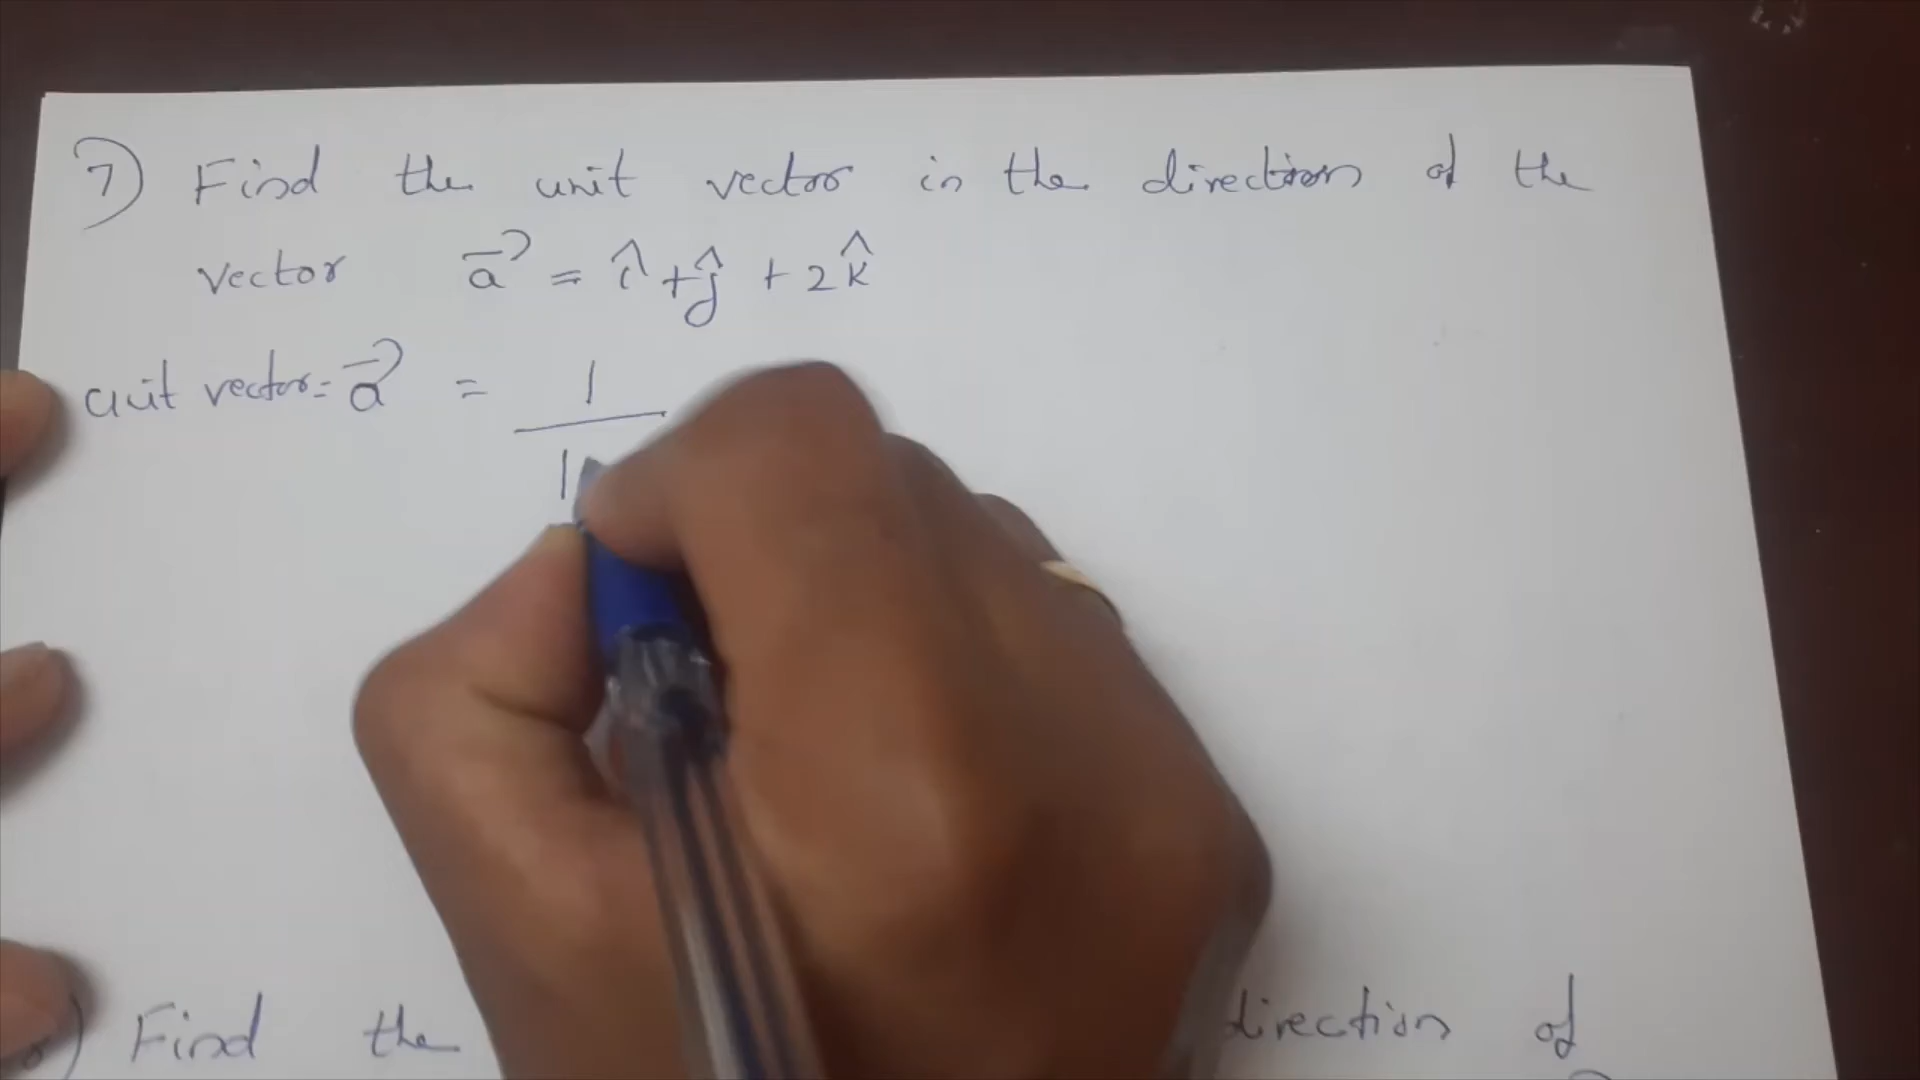 7) Find the unit vector in the direction of the
vector a⃗ = î + ĵ + 2k̂
unit vector = a⃗ = 1
|
8) Find the direction of